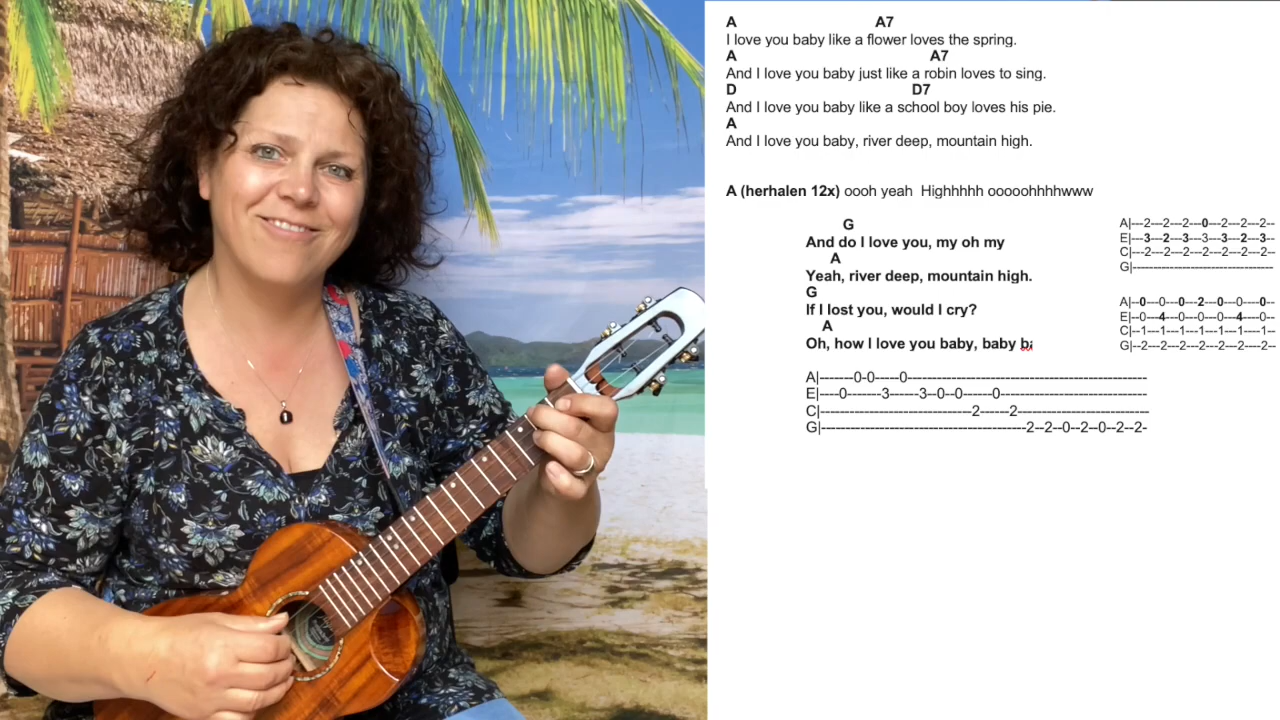 A A7
I love you baby like a flower loves the spring.
A A7
And I love you baby just like a robin loves to sing.
D D7
And I love you baby like a school boy loves his pie.
A
And I love you baby, river deep, mountain high.
A (herhalen 12x) oooh yeah Highhhhh ooooohhhhwww
G
And do I love you, my oh my
A
Yeah, river deep, mountain high.
G
If I lost you, would I cry?
A
Oh, how I love you baby, baby bi
A|---2---2---2---0---2---2---2--
E|---3---2---3---3---3---2---3--
C|---2---2---2---2---2---2---2--
G|------------------------------
A|--0---0---0---2---0---0----0--
E|--0---4---0---0---0---4----0--
C|--1---1---1---1---1---1----1--
G|--2---2---2---2---2---2----2--
A|-------0-0-----0-------------------------------------------------
E|----0-------3------3--0--0------0------------------------------
C|-------------------------------2------2---------------------------
G|------------------------------------------2--2--0--2--0--2--2-